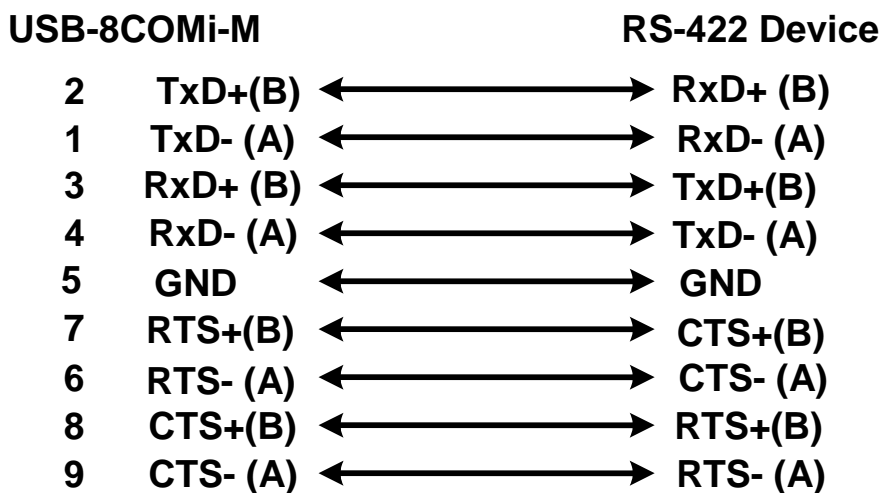 USB-8COMi-M RS-422 Device
2 TxD+(B) RxD+ (B)
1 TxD- (A) RxD- (A)
3 RxD+ (B) TxD+(B)
4 RxD- (A) TxD- (A)
5 GND GND
7 RTS+(B) CTS+(B)
6 RTS- (A) CTS- (A)
8 CTS+(B) RTS+(B)
9 CTS- (A) RTS- (A)